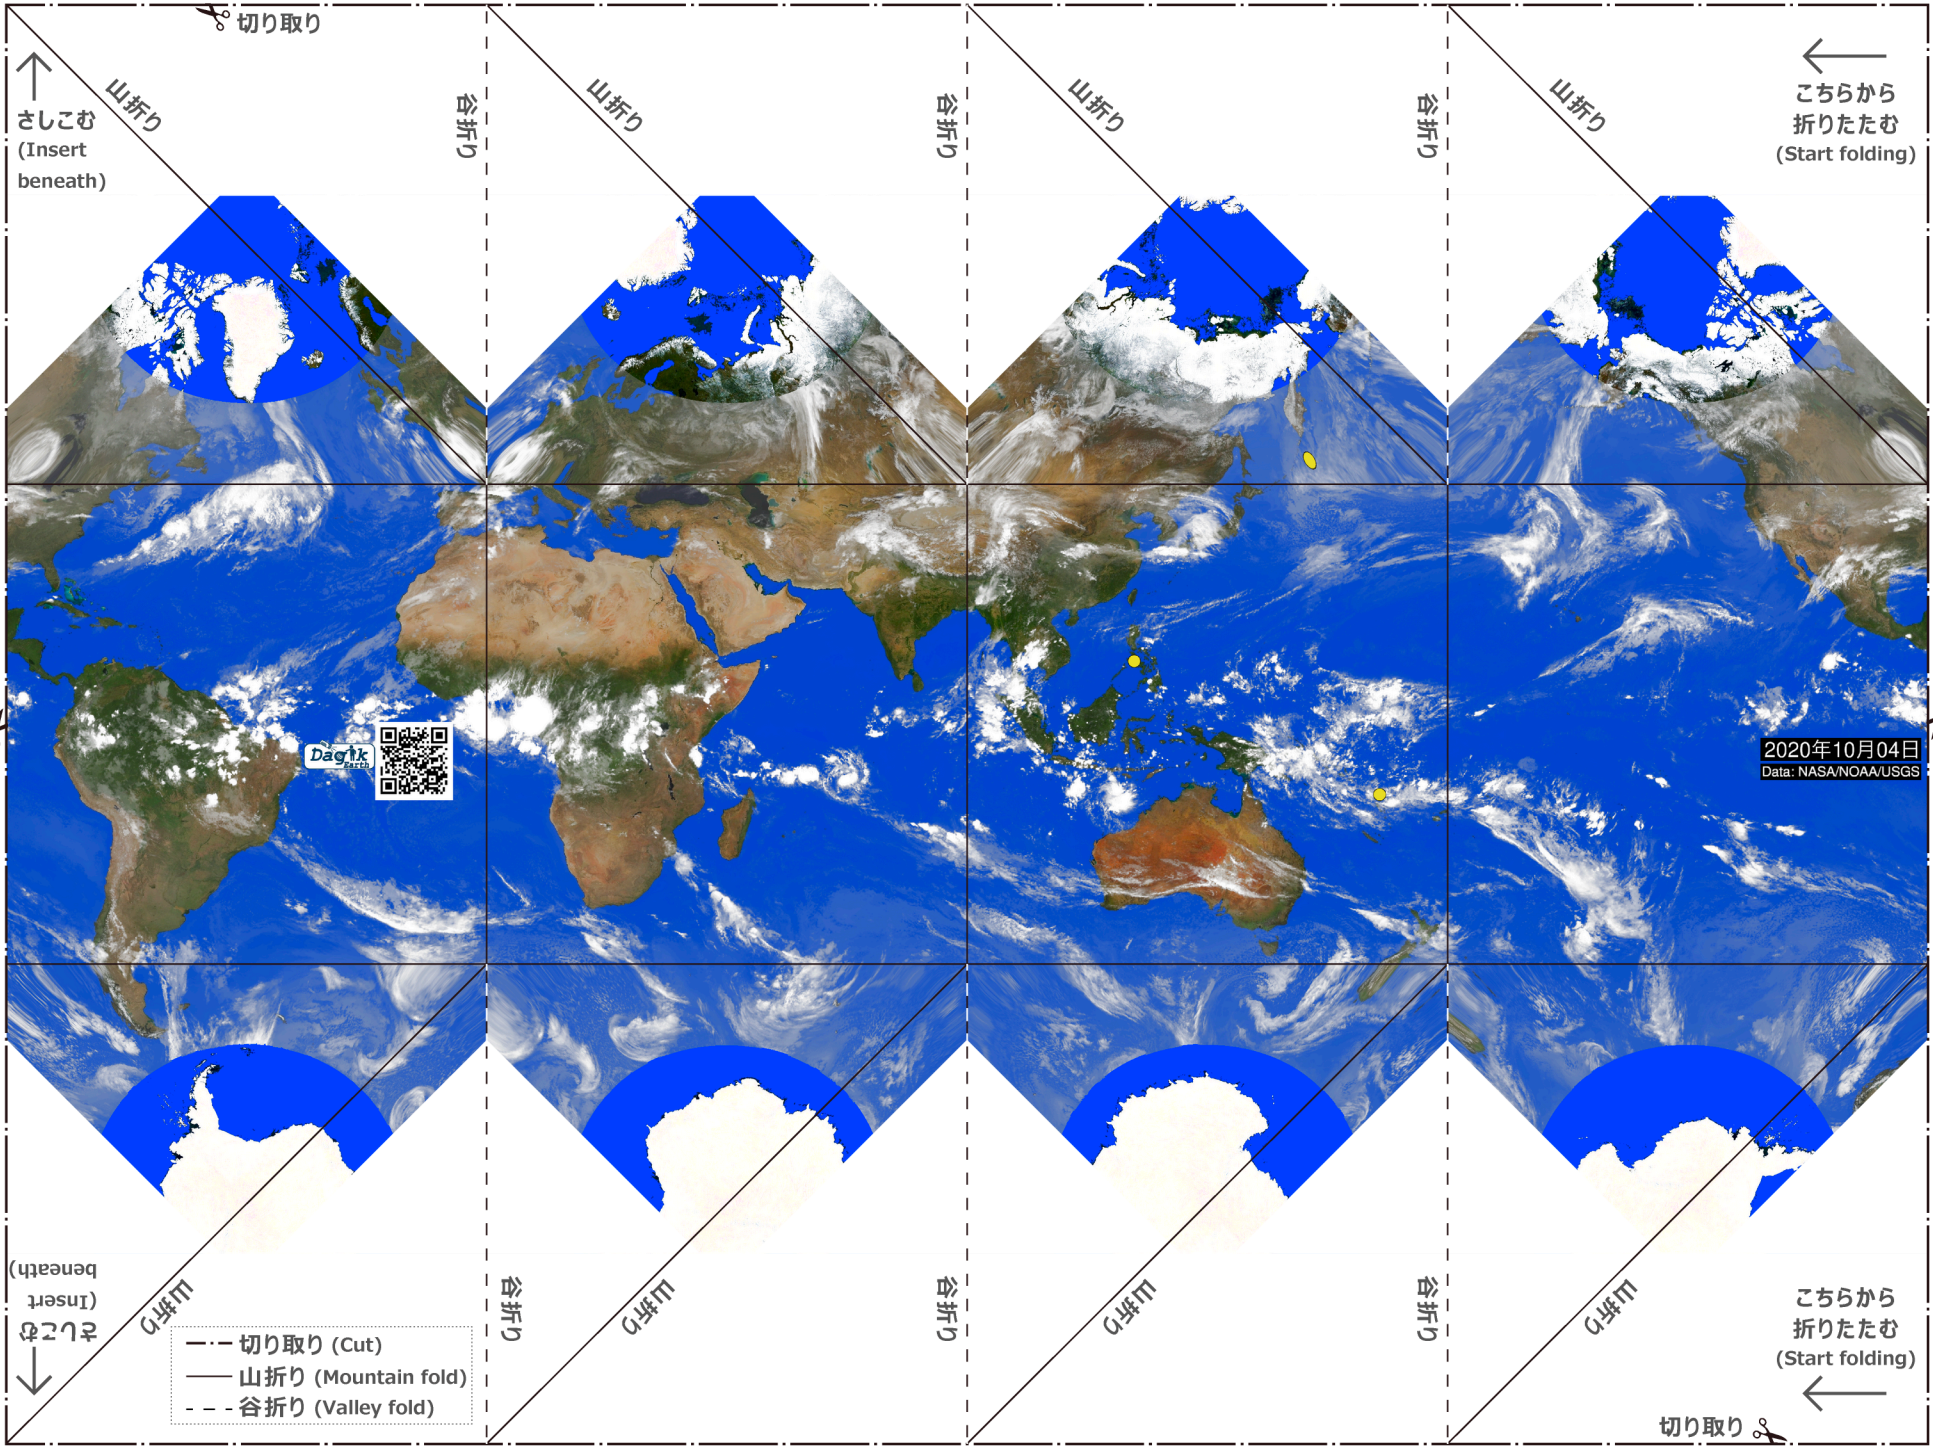 切り取り
山折り
谷折り
山折り
谷折り
山折り
谷折り
山折り
さしこむ
(Insert
beneath)
こちらから
折りたたむ
(Start folding)
Dagik
Earth
2020年10月04日
Data: NASA/NOAA/USGS
さしこむ
(Insert
beneath)
山折り
谷折り
山折り
谷折り
山折り
谷折り
山折り
こちらから
折りたたむ
(Start folding)
切り取り (Cut)
山折り (Mountain fold)
谷折り (Valley fold)
切り取り